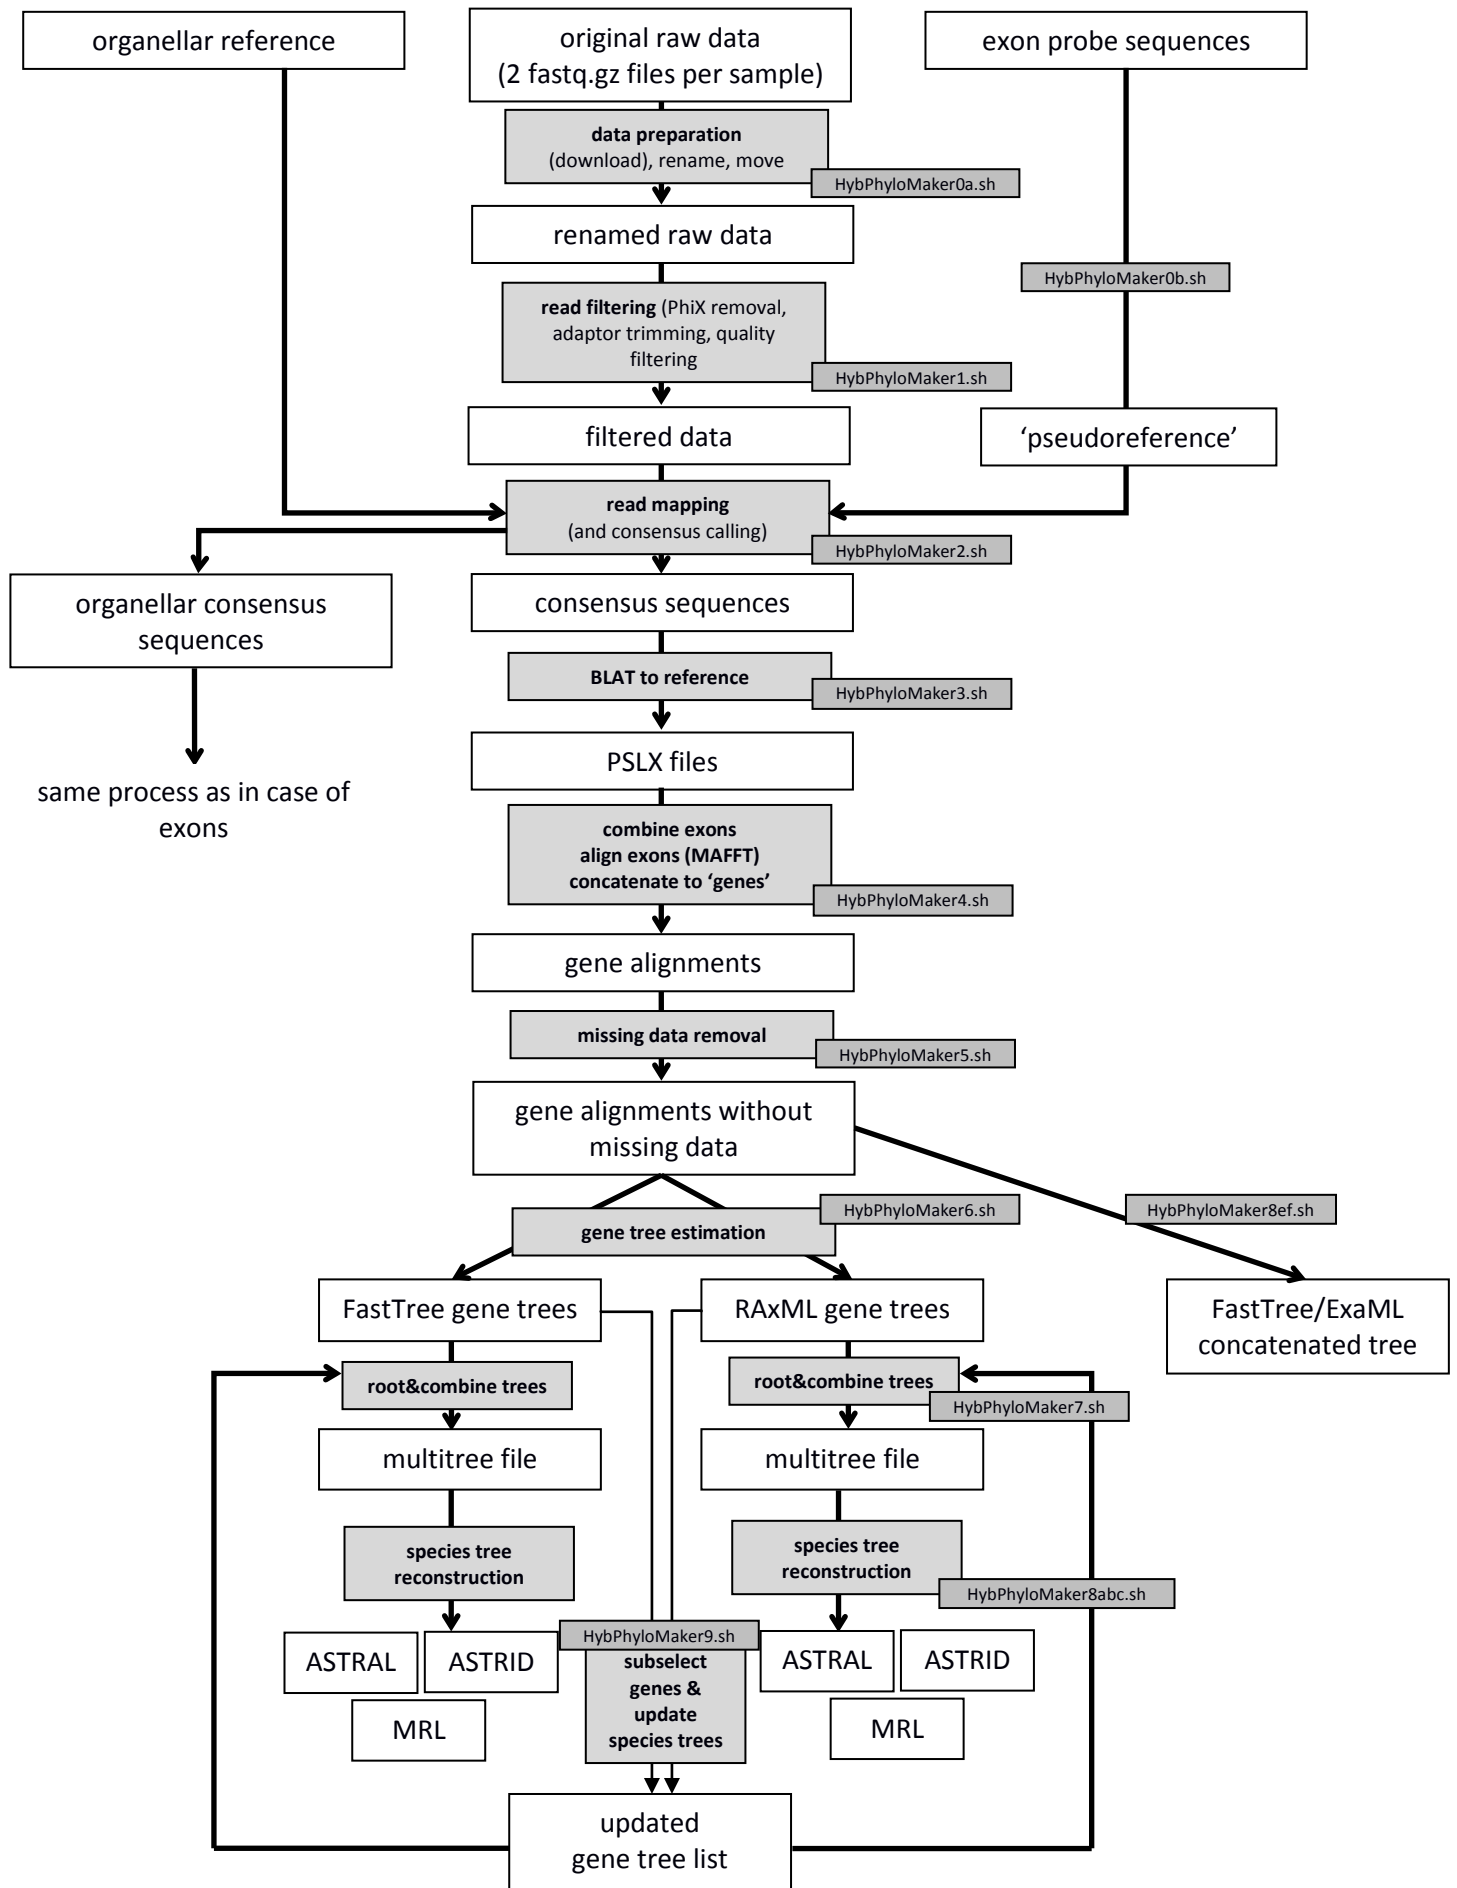 organellar reference
original raw data
(2 fastq.gz files per sample)
exon probe sequences
data preparation
(download), rename, move
HybPhyloMaker0a.sh
renamed raw data
HybPhyloMaker0b.sh
read filtering (PhiX removal,
adaptor trimming, quality
filtering
HybPhyloMaker1.sh
filtered data
‘pseudoreference’
read mapping
(and consensus calling)
HybPhyloMaker2.sh
organellar consensus
sequences
consensus sequences
BLAT to reference
HybPhyloMaker3.sh
PSLX files
same process as in case of
exons
combine exons
align exons (MAFFT)
concatenate to ‘genes’
HybPhyloMaker4.sh
gene alignments
missing data removal
HybPhyloMaker5.sh
gene alignments without
missing data
HybPhyloMaker6.sh
HybPhyloMaker8ef.sh
gene tree estimation
FastTree gene trees
RAxML gene trees
FastTree/ExaML
concatenated tree
root&combine trees
root&combine trees
HybPhyloMaker7.sh
multitree file
multitree file
species tree
reconstruction
species tree
reconstruction
HybPhyloMaker8abc.sh
HybPhyloMaker9.sh
ASTRAL
ASTRID
subselect
genes &
update
species trees
ASTRAL
ASTRID
MRL
MRL
updated
gene tree list